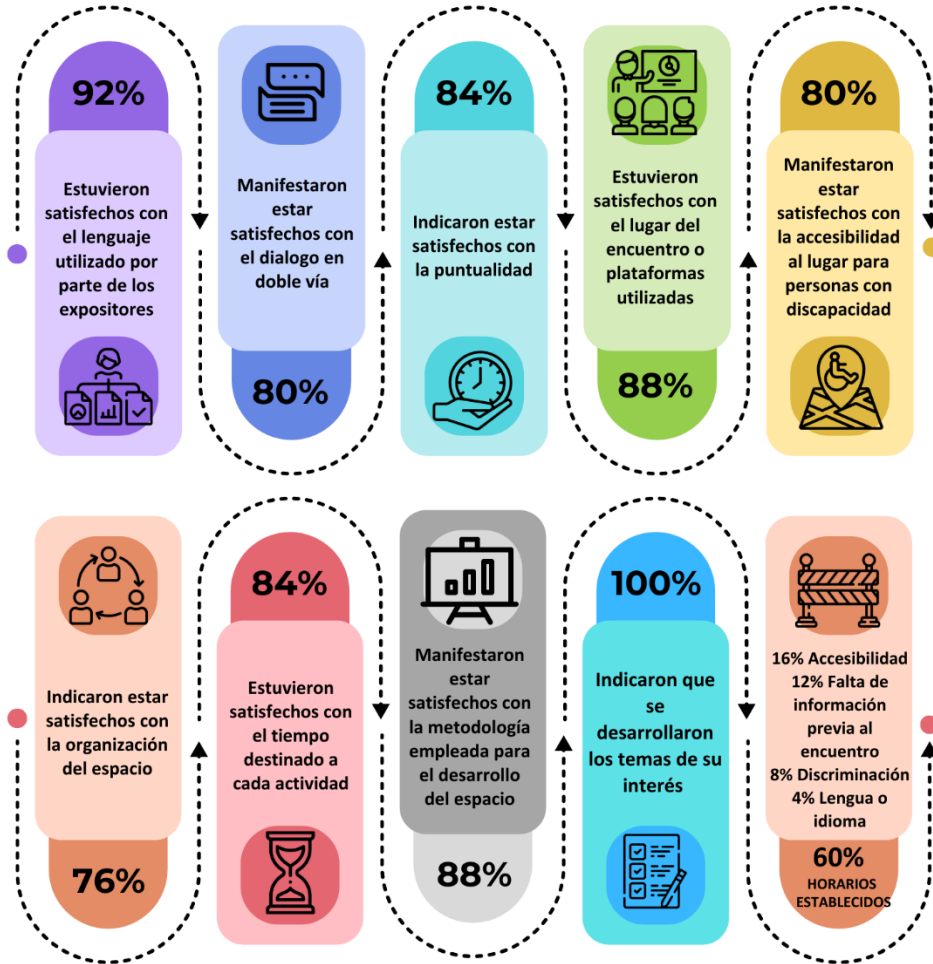 92%
Estuvieron
satisfechos con
el lenguaje
utilizado por
parte de los
expositores
Manifestaron
estar
satisfechos con
el dialogo en
doble vía
80%
84%
Indicaron estar
satisfechos con
la puntualidad
Estuvieron
satisfechos con
el lugar del
encuentro o
plataformas
utilizadas
88%
80%
Manifestaron
estar
satisfechos con
la accesibilidad
al lugar para
personas con
discapacidad
Indicaron estar
satisfechos con
la organización
del espacio
76%
84%
Estuvieron
satisfechos con
el tiempo
destinado a
cada actividad
Manifestaron
estar
satisfechos con
la metodología
empleada para
el desarrollo
del espacio
88%
100%
Indicaron que
se
desarrollaron
los temas de su
interés
16% Accesibilidad
12% Falta de
información
previa al
encuentro
8% Discriminación
4% Lengua o
idioma
60%
HORARIOS
ESTABLECIDOS